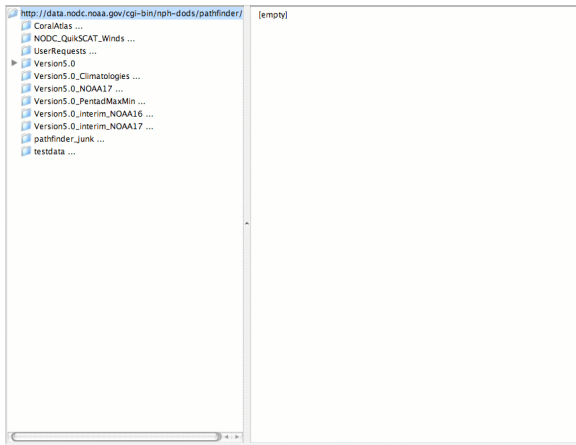 http://data.nodc.noaa.gov/cgi-bin/nph-dods/pathfinder/
CoralAtlas ...
NODC_QuikSCAT_Winds ...
UserRequests ...
Version5.0
Version5.0_Climatologies ...
Version5.0_NOAA17 ...
Version5.0_PentadMaxMin ...
Version5.0_interim_NOAA16 ...
Version5.0_interim_NOAA17 ...
pathfinder_junk ...
testdata ...
[empty]